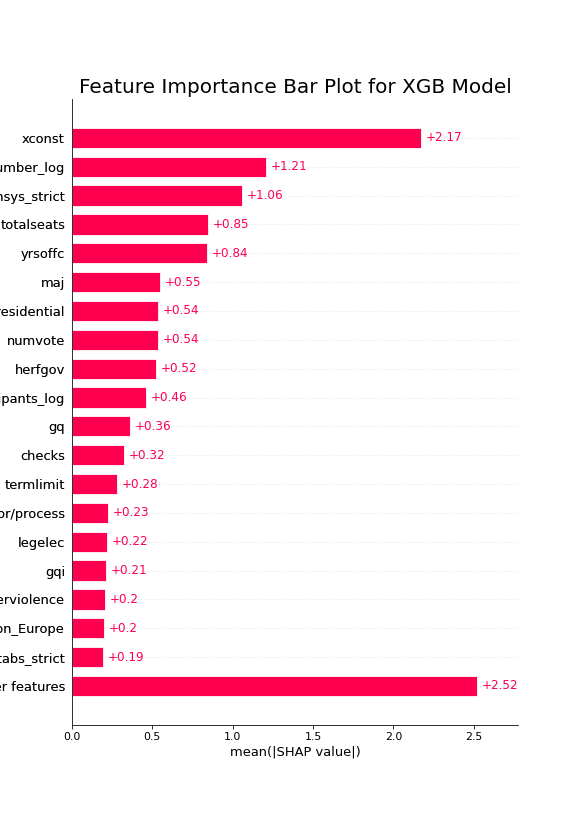 Feature Importance Bar Plot for XGB Model
xconst +2.17
umber_log +1.21
nsys_strict +1.06
totalseats +0.85
yrsoffc +0.84
maj +0.55
residential +0.54
numvote +0.54
herfgov +0.52
ipants_log +0.46
gq +0.36
checks +0.32
termlimit +0.28
or/process +0.23
legelec +0.22
gqi +0.21
erviolence +0.2
on_Europe +0.2
tabs_strict +0.19
er features +2.52
0.0 0.5 1.0 1.5 2.0 2.5
mean(|SHAP value|)